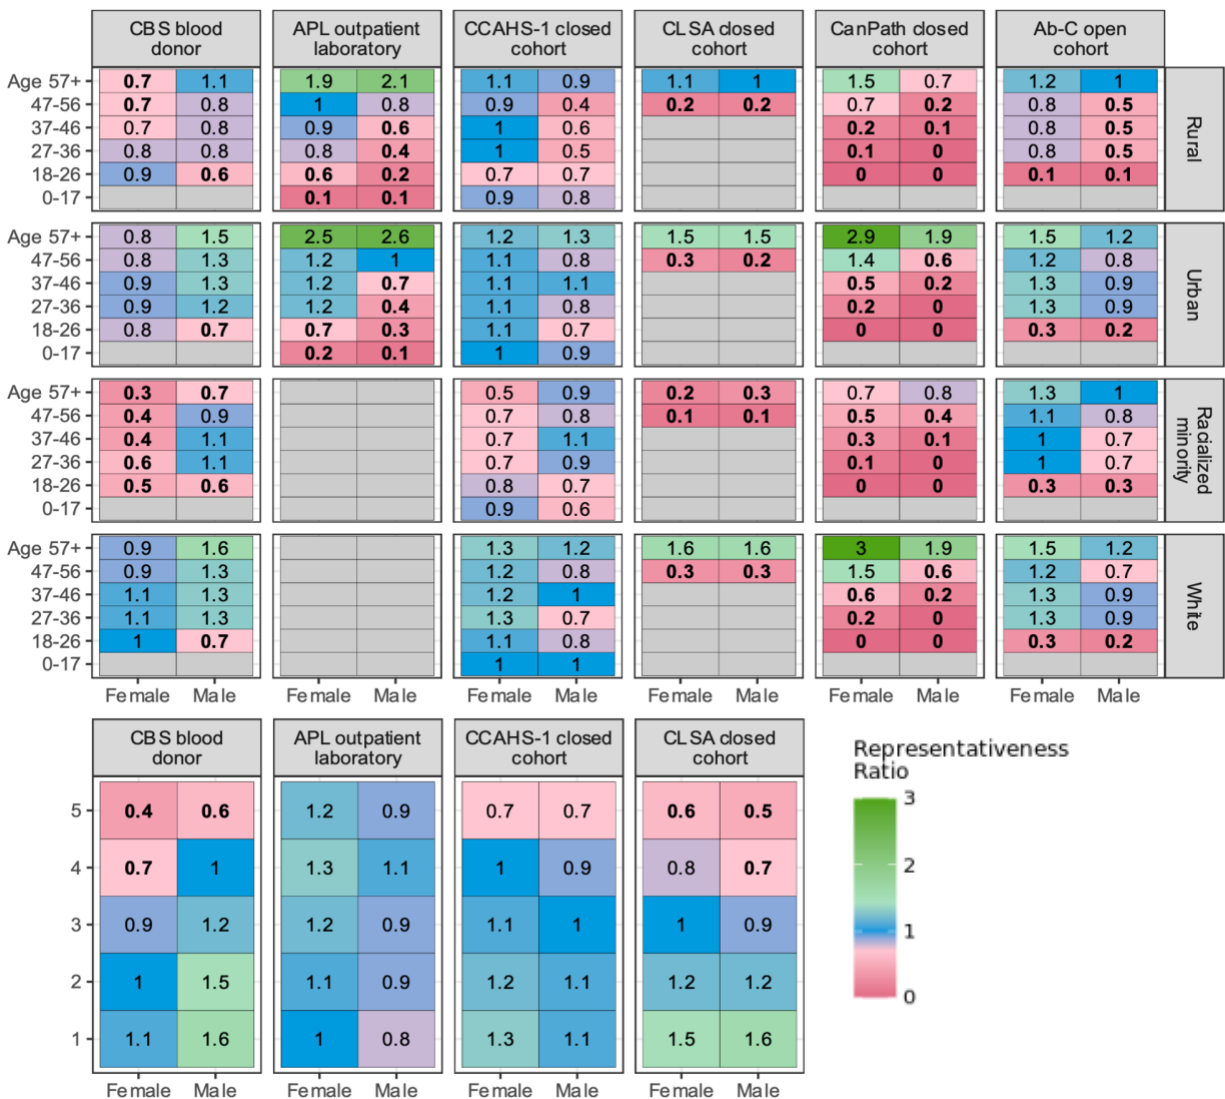 CBS blood donor APL outpatient laboratory CCAHS-1 closed cohort CLSA closed cohort CanPath closed cohort Ab-C open cohort
Age 57+ 0.7 1.1 1.9 2.1 1.1 0.9 1.1 1 1.5 0.7 1.2 1
47-56 0.7 0.8 1 0.8 0.9 0.4 0.2 0.2 0.7 0.2 0.8 0.5
37-46 0.7 0.8 0.9 0.6 1 0.6 0.2 0.1 0.8 0.5
27-36 0.8 0.8 0.8 0.4 1 0.5 0.1 0 0.8 0.5
18-26 0.9 0.6 0.6 0.2 0.7 0.7 0 0 0.1 0.1
0-17 0.1 0.1 0.9 0.8
Rural
Age 57+ 0.8 1.5 2.5 2.6 1.2 1.3 1.5 1.5 2.9 1.9 1.5 1.2
47-56 0.8 1.3 1.2 1 1.1 0.8 0.3 0.2 1.4 0.6 1.2 0.8
37-46 0.9 1.3 1.2 0.7 1.1 1.1 0.5 0.2 1.3 0.9
27-36 0.9 1.2 1.2 0.4 1.1 0.8 0.2 0 1.3 0.9
18-26 0.8 0.7 0.7 0.3 1.1 0.7 0 0 0.3 0.2
0-17 0.2 0.1 1 0.9
Urban
Age 57+ 0.3 0.7 0.5 0.9 0.2 0.3 0.7 0.8 1.3 1
47-56 0.4 0.9 0.7 0.8 0.1 0.1 0.5 0.4 1.1 0.8
37-46 0.4 1.1 0.7 1.1 0.3 0.1 1 0.7
27-36 0.6 1.1 0.7 0.9 0.1 0 1 0.7
18-26 0.5 0.6 0.8 0.7 0 0 0.3 0.3
0-17 0.9 0.6
Racialized
minority
Age 57+ 0.9 1.6 1.3 1.2 1.6 1.6 3 1.9 1.5 1.2
47-56 0.9 1.3 1.2 0.8 0.3 0.3 1.5 0.6 1.2 0.7
37-46 1.1 1.3 1.2 1 0.6 0.2 1.3 0.9
27-36 1.1 1.3 1.3 0.7 0.2 0 1.3 0.9
18-26 1 0.7 1.1 0.8 0 0 0.3 0.2
0-17 1 1
White
Female Male Female Male Female Male Female Male Female Male Female Male
CBS blood donor APL outpatient laboratory CCAHS-1 closed cohort CLSA closed cohort
5 0.4 0.6 1.2 0.9 0.7 0.7 0.6 0.5
4 0.7 1 1.3 1.1 1 0.9 0.8 0.7
3 0.9 1.2 1.2 0.9 1.1 1 1 0.9
2 1 1.5 1.1 0.9 1.2 1.1 1.2 1.2
1 1.1 1.6 1 0.8 1.3 1.1 1.5 1.6
Female Male Female Male Female Male Female Male
Representativeness
Ratio
3
2
1
0